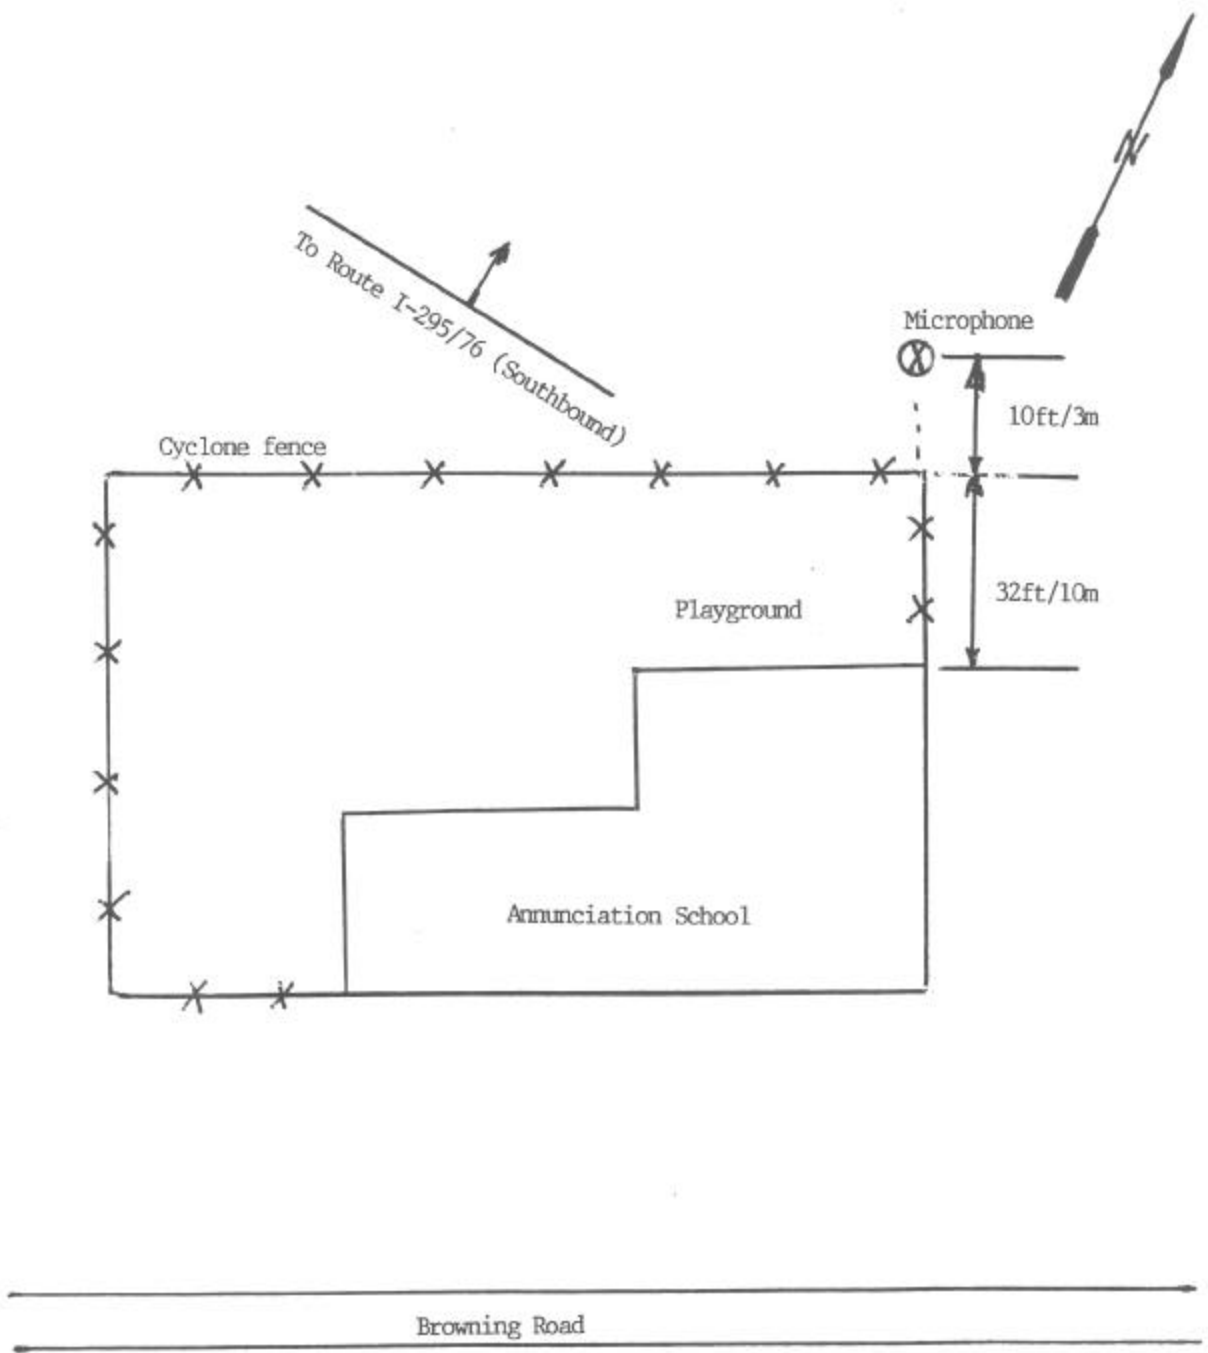 N
To Route I-295/76 (Southbound)
Microphone
10ft/3m
Cyclone fence
32ft/10m
Playground
Annunciation School
Browning Road